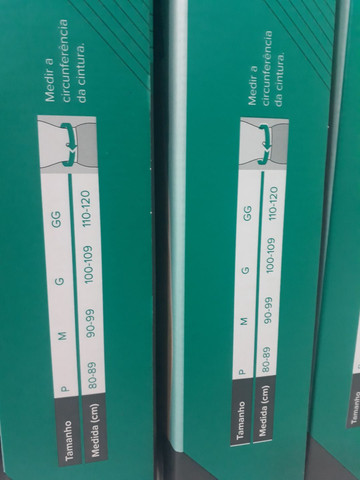 Medir a
circunferência
da cintura.
Tamanho P M G GG
Medida (cm) 80-89 90-99 100-109 110-120
Medir a
circunferência
da cintura.
Tamanho P M G GG
Medida (cm) 80-89 90-99 100-109 110-120
Tamanho